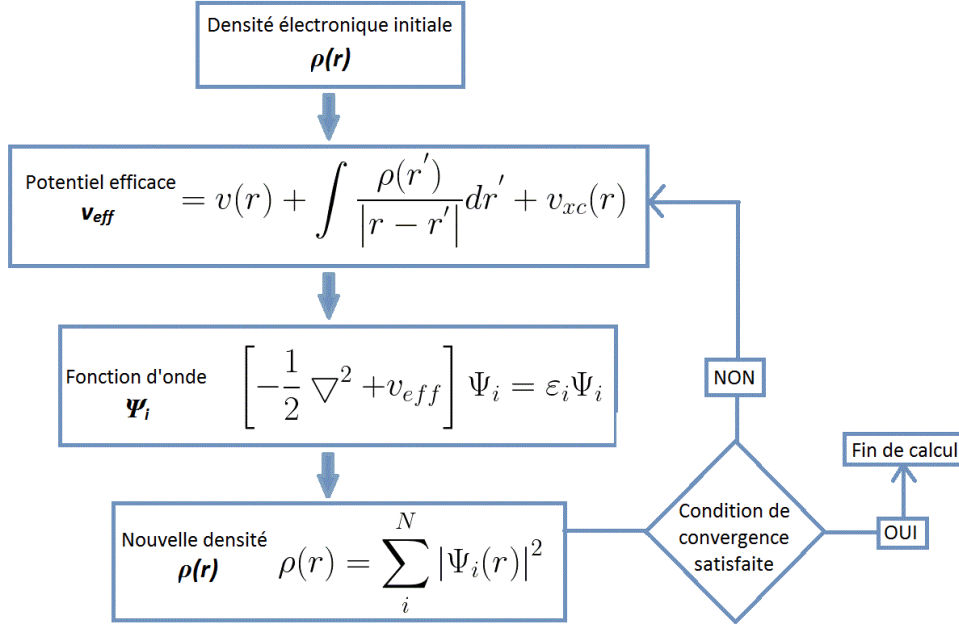 Densité électronique initiale
ρ(r)
Potentiel efficace
v_eff
= v(r) + ∫ ρ(r′) / |r − r′| dr′ + v_xc(r)
Fonction d'onde
Ψ_i
[−1/2 ▽² + v_eff] Ψ_i = ε_i Ψ_i
NON
Fin de calcul
Nouvelle densité
ρ(r)
ρ(r) = ∑_i^N |Ψ_i(r)|²
Condition de
convergence
satisfaite
OUI